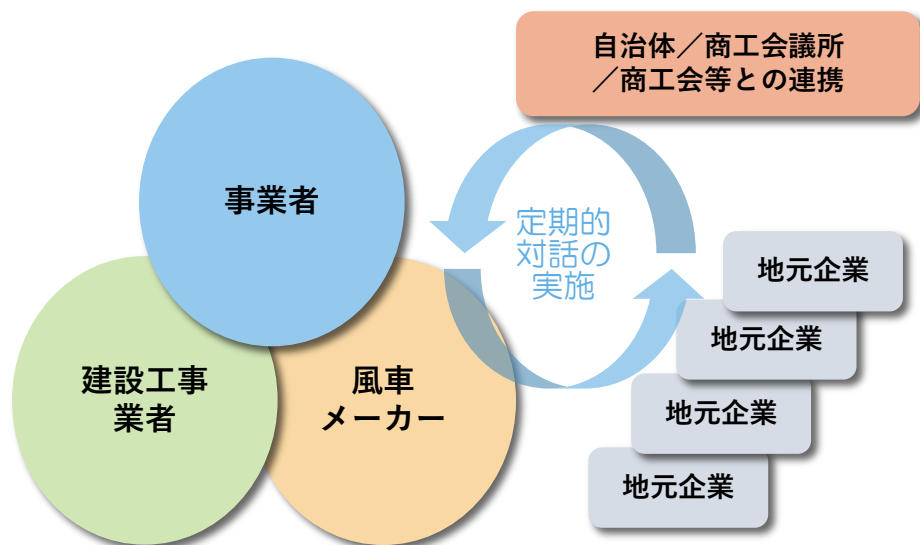 自治体／商工会議所
／商工会等との連携
事業者
定期的
対話の
実施
地元企業
地元企業
建設工事
業者
風車
メーカー
地元企業
地元企業